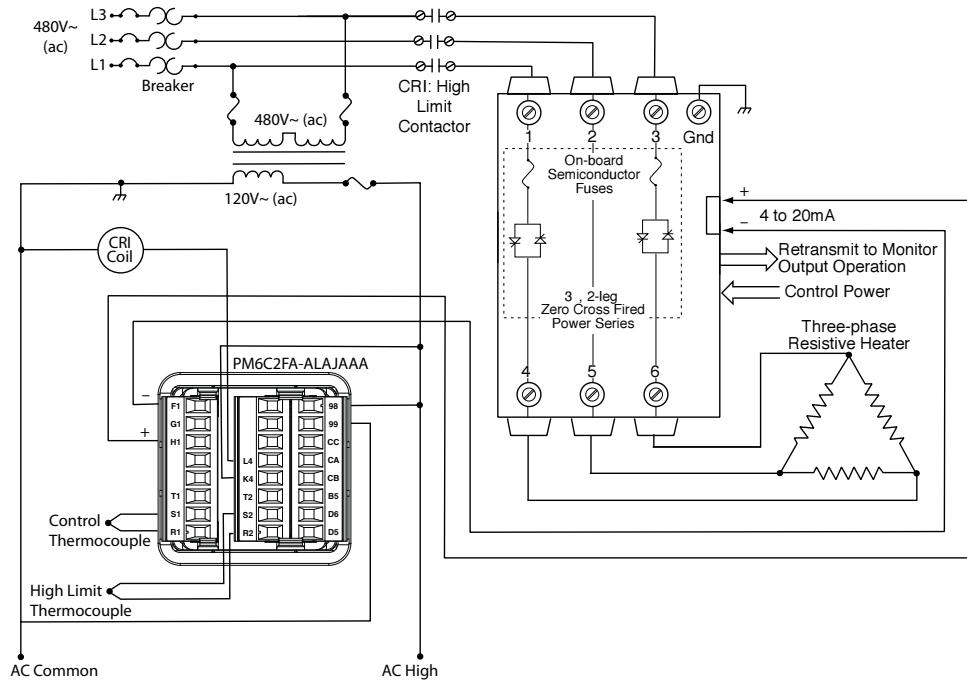 L3
480V~
(ac)
L2
L1
Breaker
CRI: High
Limit
Contactor
480V~ (ac)
120V~ (ac)
CRI
Coil
1
2
3
Gnd
On-board
Semiconductor
Fuses
3 , 2-leg
Zero Cross Fired
Power Series
4
5
6
+
4 to 20mA
–
Retransmit to Monitor
Output Operation
Control Power
Three-phase
Resistive Heater
PM6C2FA-ALAJAAA
–
+
F1
G1
H1
T1
S1
R1
L4
K4
T2
S2
R2
98
99
CC
CA
CB
B5
D6
D5
Control
Thermocouple
High Limit
Thermocouple
AC Common
AC High